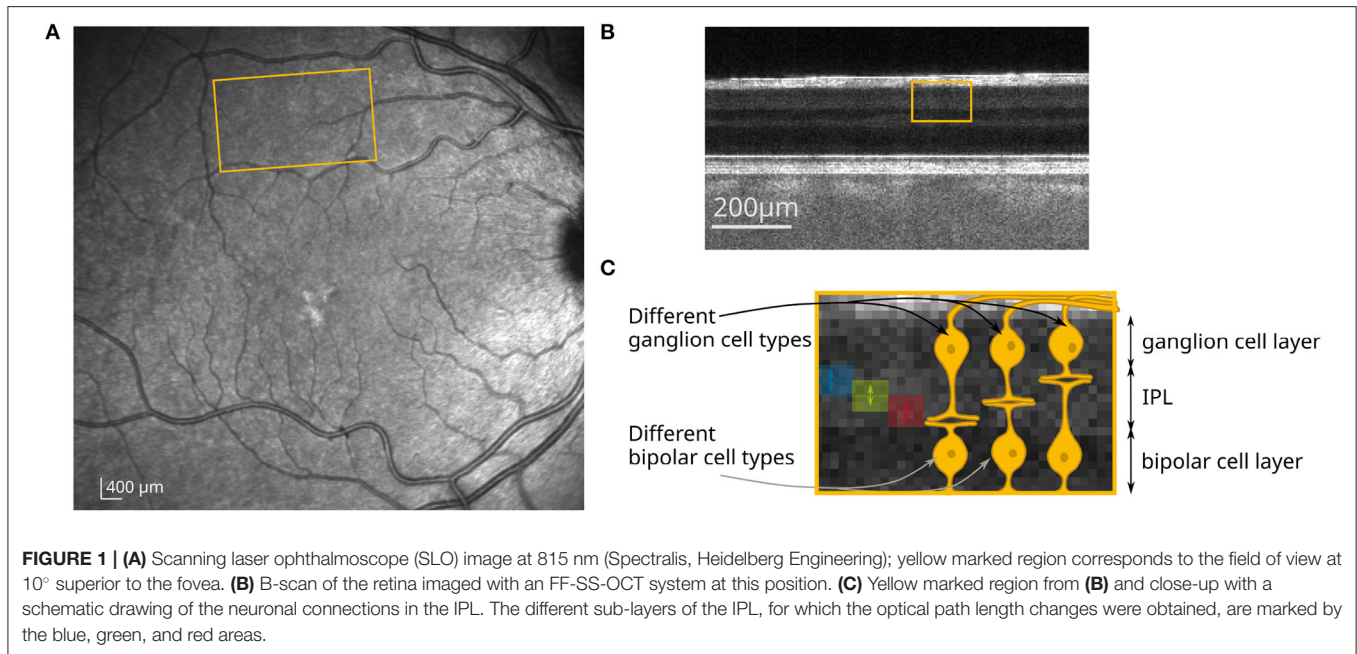 A
B
400 µm
200µm
C
Different
ganglion cell types
Different
bipolar cell types
ganglion cell layer
IPL
bipolar cell layer
FIGURE 1 | (A) Scanning laser ophthalmoscope (SLO) image at 815 nm (Spectralis, Heidelberg Engineering); yellow marked region corresponds to the field of view at
10° superior to the fovea. (B) B-scan of the retina imaged with an FF-SS-OCT system at this position. (C) Yellow marked region from (B) and close-up with a
schematic drawing of the neuronal connections in the IPL. The different sub-layers of the IPL, for which the optical path length changes were obtained, are marked by
the blue, green, and red areas.